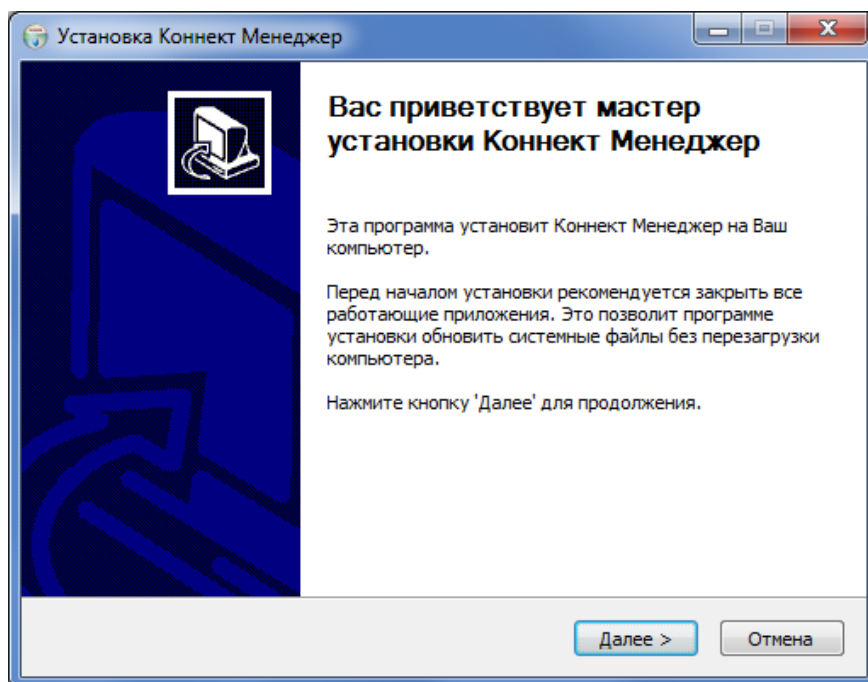 Установка Коннект Менеджер
Вас приветствует мастер
установки Коннект Менеджер
Эта программа установит Коннект Менеджер на Ваш
компьютер.
Перед началом установки рекомендуется закрыть все
работающие приложения. Это позволит программе
установки обновить системные файлы без перезагрузки
компьютера.
Нажмите кнопку 'Далее' для продолжения.
Далее >
Отмена